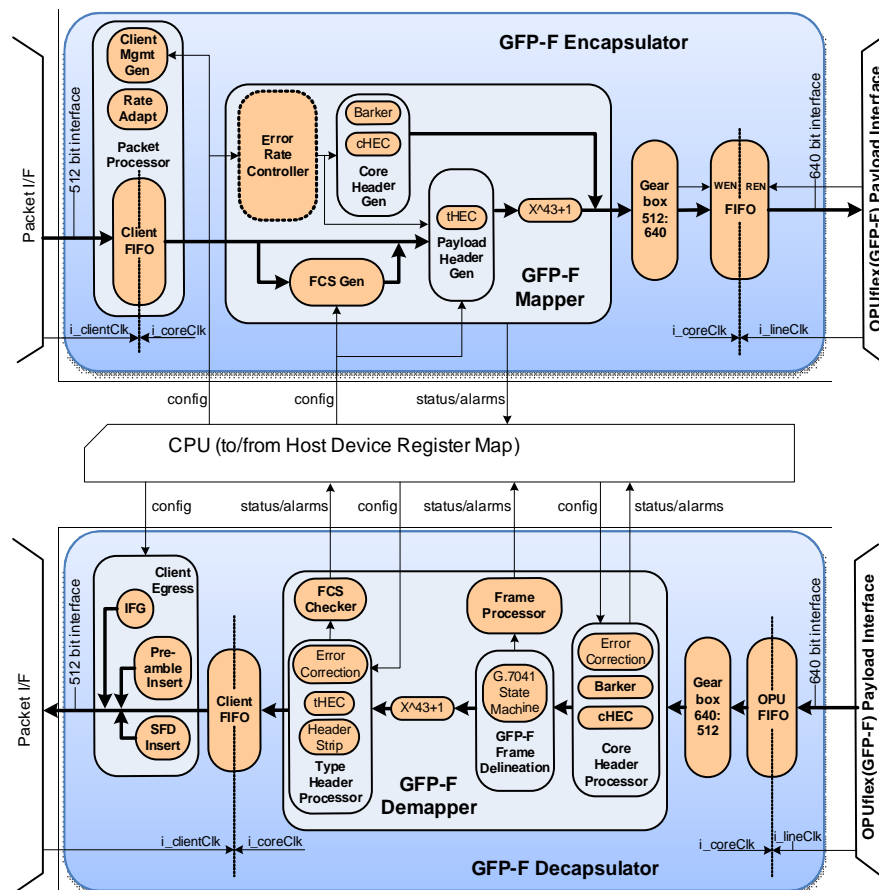 GFP-F Encapsulator
Client
Mgmt
Gen
Rate
Adapt
Packet
Processor
Client
FIFO
512 bit interface
Packet I/F
i_clientClk
i_coreClk
Error
Rate
Controller
Barker
cHEC
Core
Header
Gen
tHEC
Payload
Header
Gen
X^43+1
FCS Gen
GFP-F
Mapper
Gear
box
512:
640
WEN
REN
FIFO
640 bit interface
OPUflex(GFP-F) Payload Interface
i_coreClk
i_lineClk
config
config
status/alarms
CPU (to/from Host Device Register Map)
config
status/alarms
config
status/alarms
config
status/alarms
Packet I/F
512 bit interface
Client
Egress
IFG
Pre-
amble
Insert
SFD
Insert
Client
FIFO
FCS
Checker
Error
Correction
tHEC
Header
Strip
Type
Header
Processor
X^43+1
Frame
Processor
G.7041
State
Machine
GFP-F
Frame
Delineation
Error
Correction
Barker
cHEC
Core
Header
Processor
GFP-F
Demapper
Gear
box
640:
512
OPU
FIFO
640 bit interface
OPUflex(GFP-F) Payload Interface
i_clientClk
i_coreClk
i_coreClk
i_lineClk
GFP-F Decapsulator